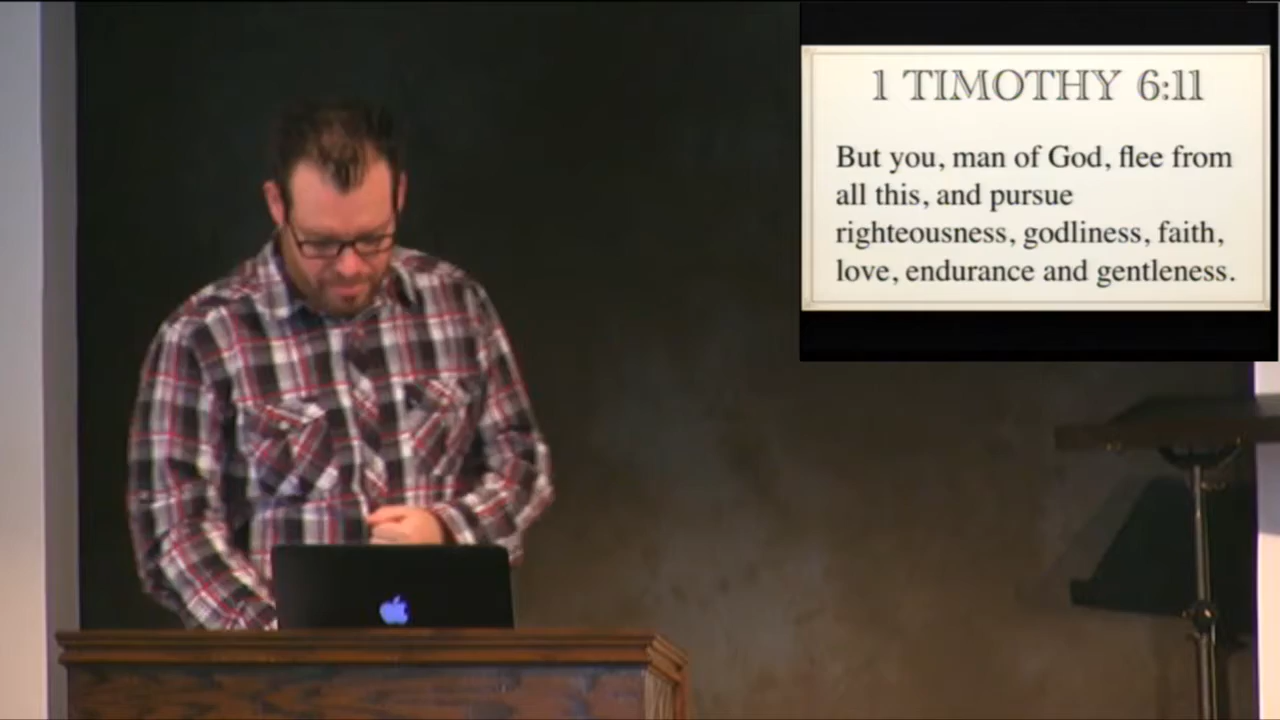 1 TIMOTHY 6:11
But you, man of God, flee from
all this, and pursue
righteousness, godliness, faith,
love, endurance and gentleness.